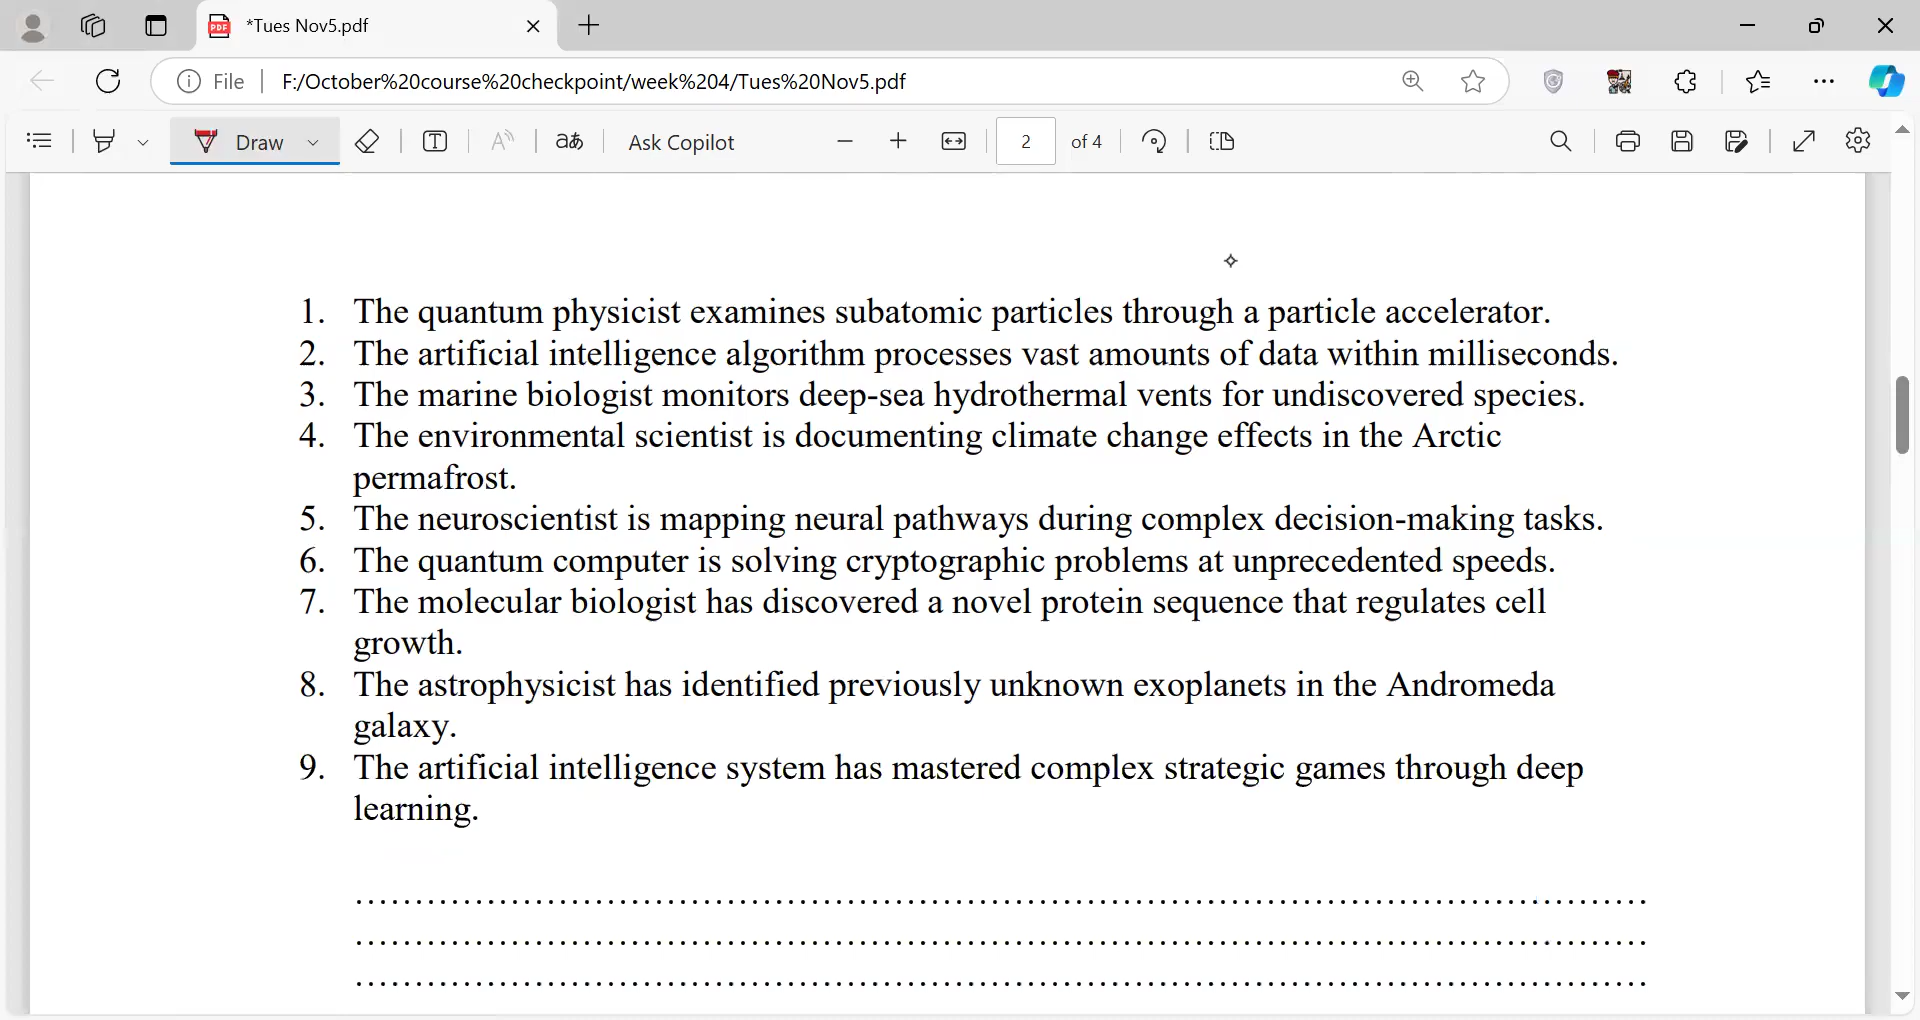 *Tues Nov5.pdf
File F:/October%20course%20checkpoint/week%204/Tues%20Nov5.pdf
Draw T A aあ Ask Copilot 2 of 4
1. The quantum physicist examines subatomic particles through a particle accelerator.
2. The artificial intelligence algorithm processes vast amounts of data within milliseconds.
3. The marine biologist monitors deep-sea hydrothermal vents for undiscovered species.
4. The environmental scientist is documenting climate change effects in the Arctic
permafrost.
5. The neuroscientist is mapping neural pathways during complex decision-making tasks.
6. The quantum computer is solving cryptographic problems at unprecedented speeds.
7. The molecular biologist has discovered a novel protein sequence that regulates cell
growth.
8. The astrophysicist has identified previously unknown exoplanets in the Andromeda
galaxy.
9. The artificial intelligence system has mastered complex strategic games through deep
learning.